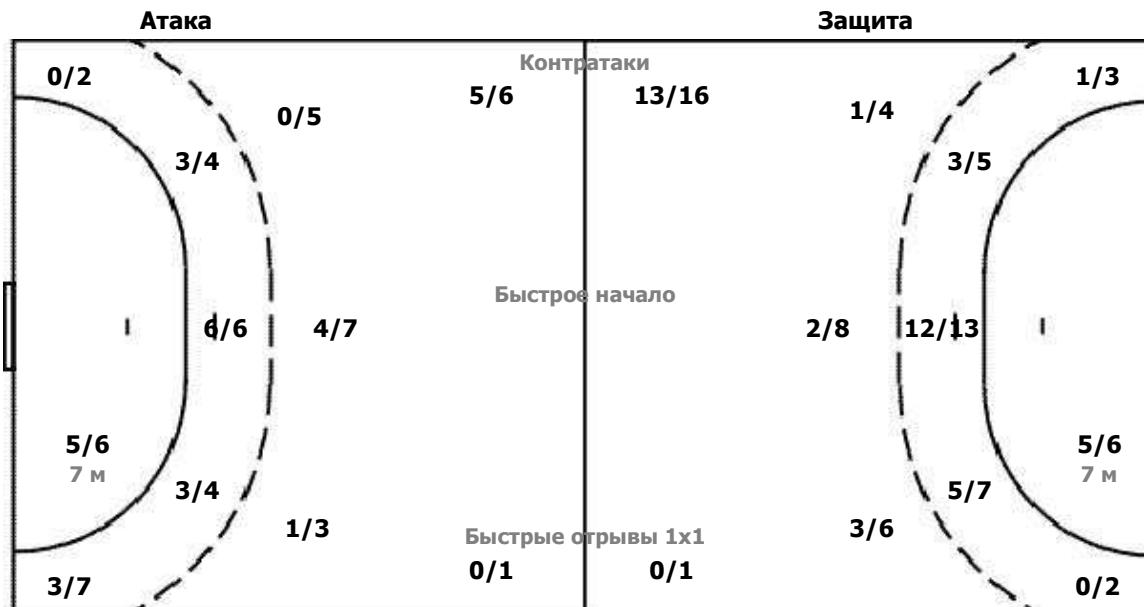 Атака Защита
Контратаки
0/2 5/6 13/16 1/3
0/5 1/4
3/4 3/5
Быстрое начало
6/6 4/7 2/8 12/13
5/6 5/6
7 м 7 м
3/4 5/7
1/3 3/6
Быстрые отрывы 1x1
3/7 0/1 0/1 0/2